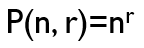 P(n, r)=nʳ